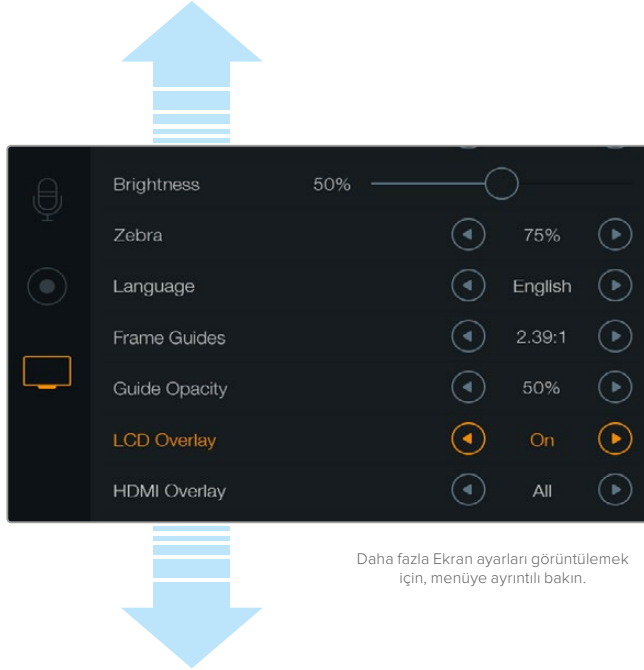 Brightness 50%
Zebra 75%
Language English
Frame Guides 2.39:1
Guide Opacity 50%
LCD Overlay On
HDMI Overlay All
Daha fazla Ekran ayarları görüntülemek
için, menüye ayrıntılı bakın.